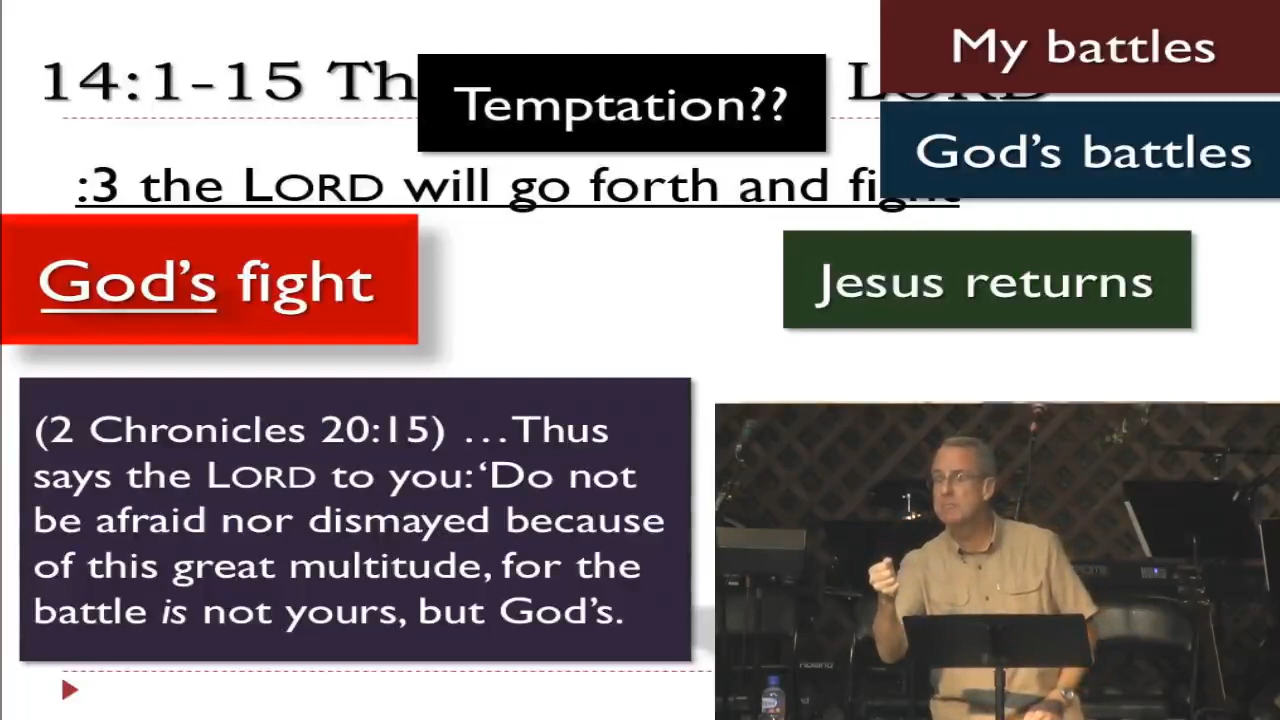 My battles
14:1-15 Th
Temptation??
LORD
God's battles
:3 the LORD will go forth and fight
God's fight
Jesus returns
(2 Chronicles 20:15) …Thus
says the LORD to you: 'Do not
be afraid nor dismayed because
of this great multitude, for the
battle is not yours, but God's.